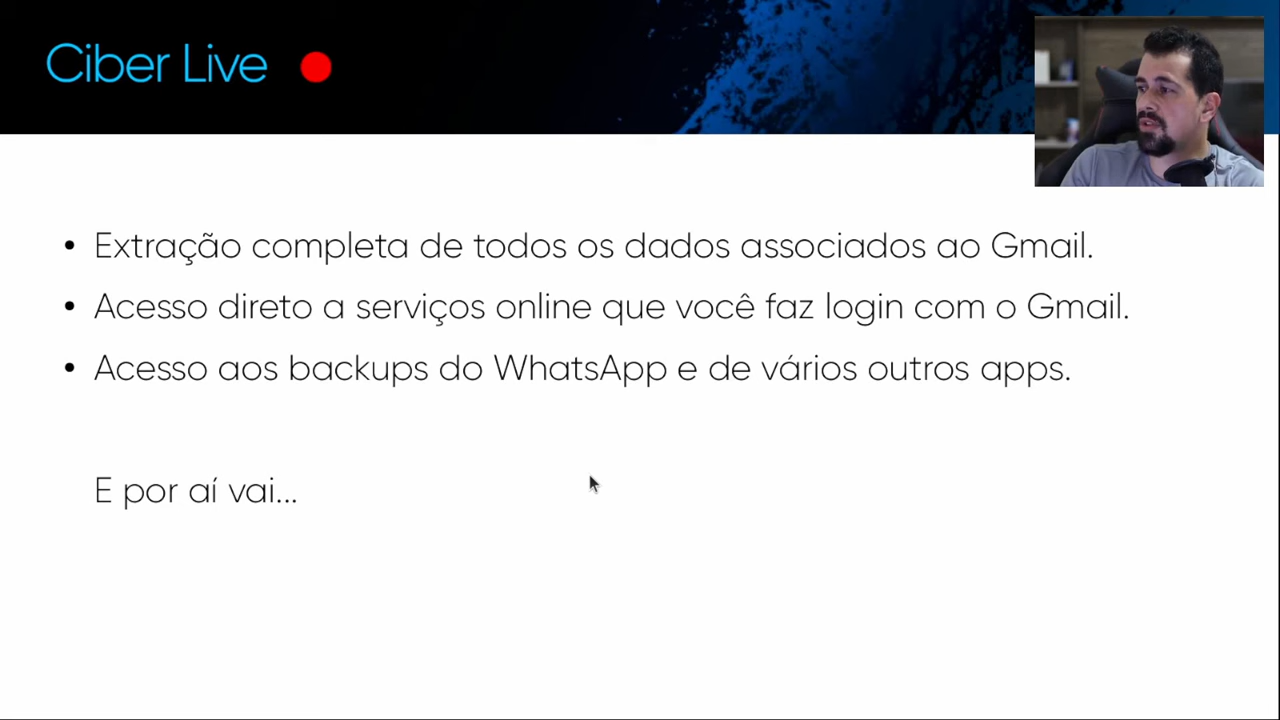 Ciber Live
• Extração completa de todos os dados associados ao Gmail.
• Acesso direto a serviços online que você faz login com o Gmail.
• Acesso aos backups do WhatsApp e de vários outros apps.
E por aí vai...